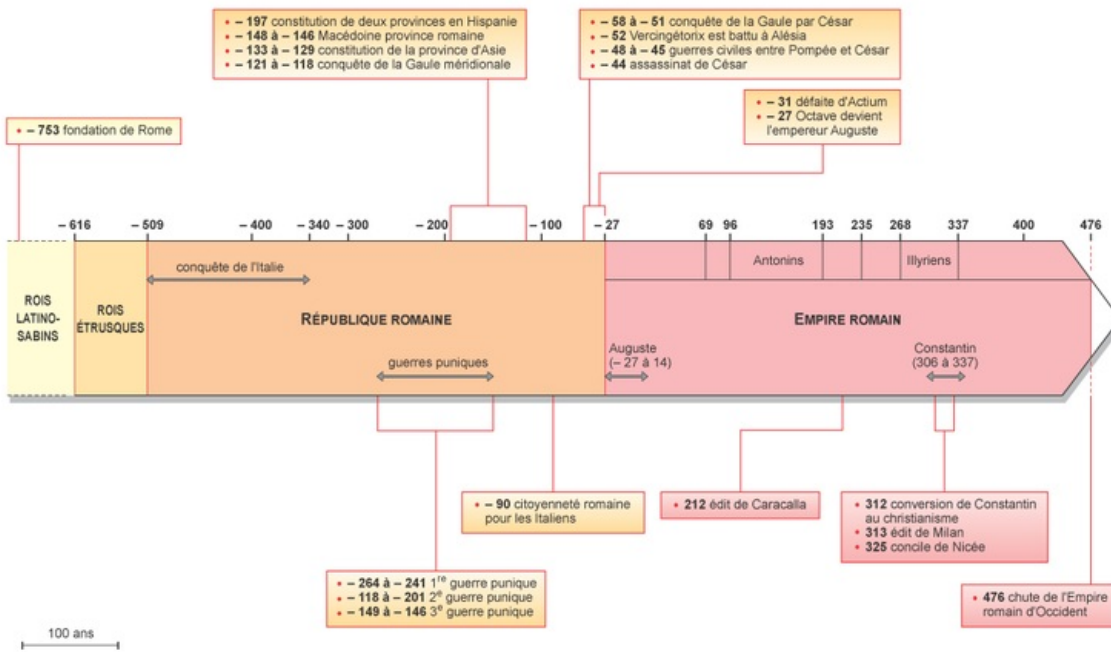 • – 197 constitution de deux provinces en Hispanie
• – 148 à – 146 Macédoine province romaine
• – 133 à – 129 constitution de la province d'Asie
• – 121 à – 118 conquête de la Gaule méridionale
• – 58 à – 51 conquête de la Gaule par César
• – 52 Vercingétorix est battu à Alésia
• – 48 à – 45 guerres civiles entre Pompée et César
• – 44 assassinat de César
• – 31 défaite d'Actium
• – 27 Octave devient
l'empereur Auguste
• – 753 fondation de Rome
– 616 – 509 – 400 – 340 – 300 – 200 – 100 – 27 69 96 193 235 268 337 400 476
conquête de l'Italie
Antonins
Illyriens
ROIS
LATINO-
SABINS
ROIS
ÉTRUSQUES
RÉPUBLIQUE ROMAINE
EMPIRE ROMAIN
guerres puniques
Auguste
(– 27 à 14)
Constantin
(306 à 337)
• – 90 citoyenneté romaine
pour les Italiens
• 212 édit de Caracalla
• 312 conversion de Constantin
au christianisme
• 313 édit de Milan
• 325 concile de Nicée
• – 264 à – 241 1re guerre punique
• – 118 à – 201 2e guerre punique
• – 149 à – 146 3e guerre punique
• 476 chute de l'Empire
romain d'Occident
100 ans